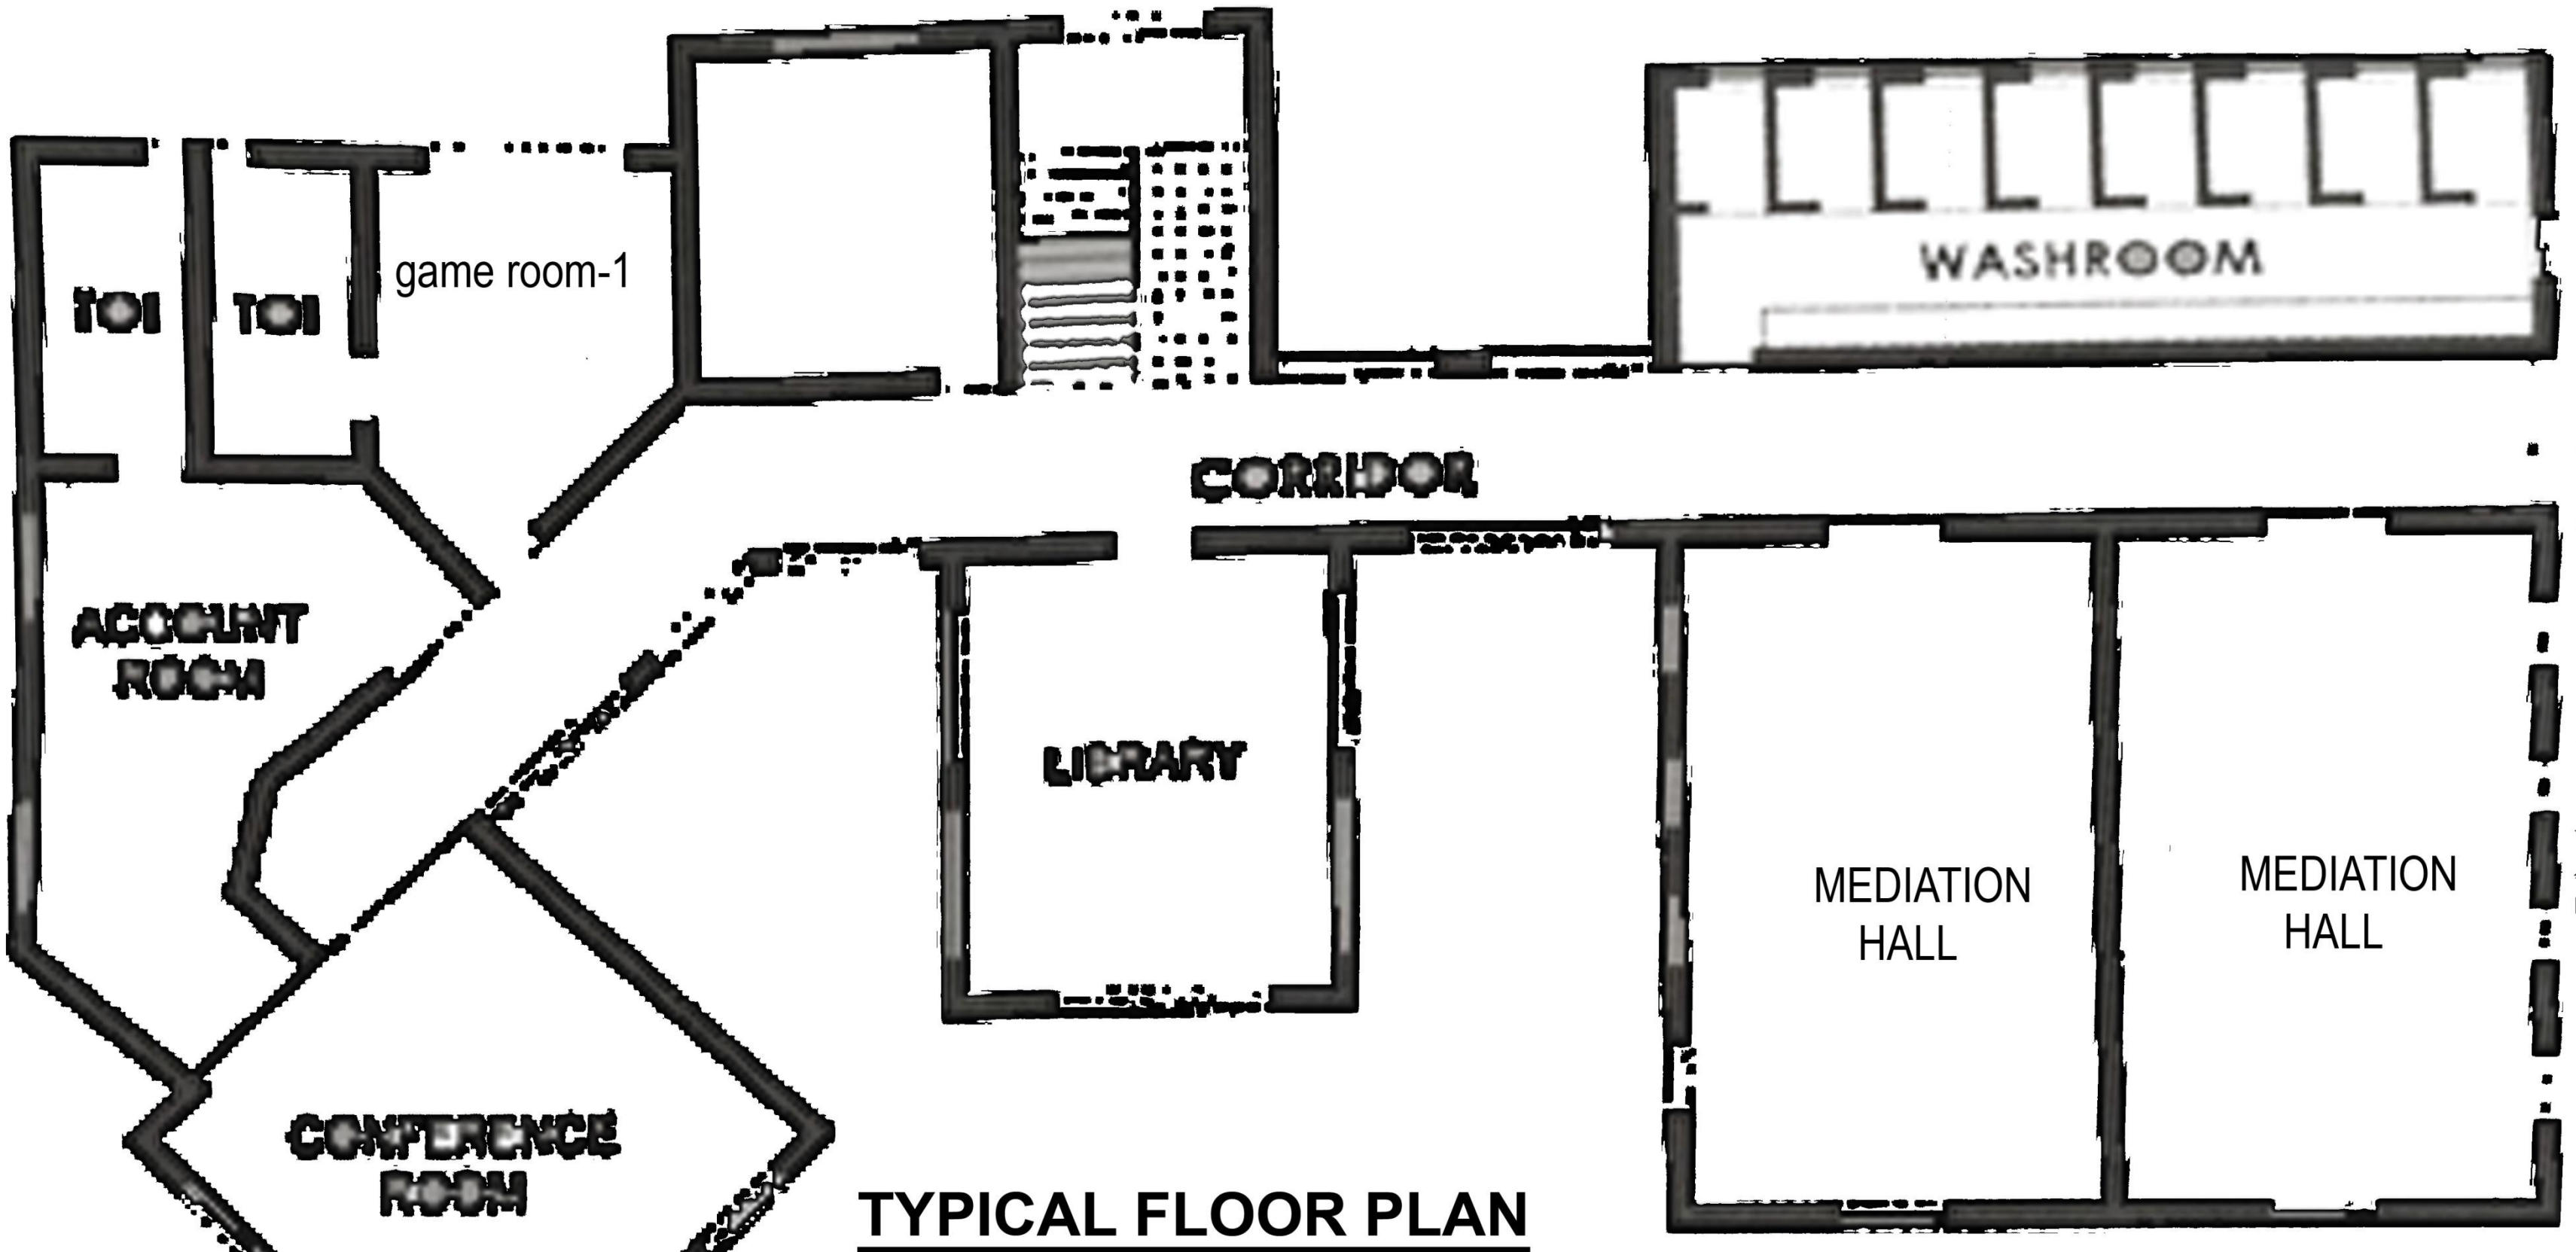 WASHROOM
game room-1
TOI
TOI
CORRIDOR
ACCOUNT
ROOM
LIBRARY
MEDIATION
HALL
MEDIATION
HALL
CONFERENCE
ROOM
TYPICAL FLOOR PLAN